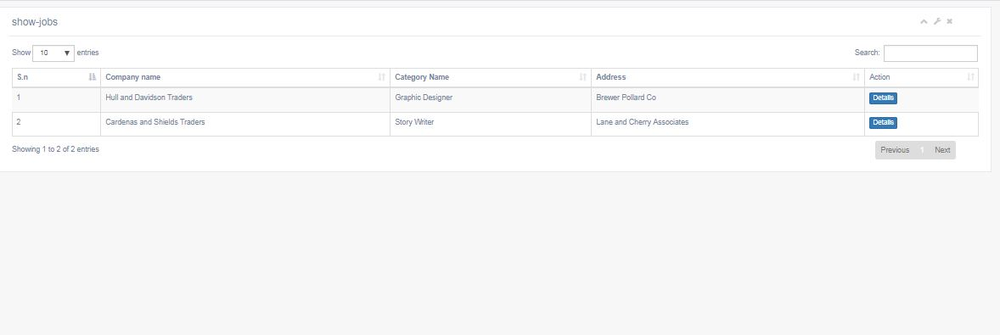 show-jobs
Show 10 entries Search:
S.n Company name Category Name Address Action
1 Hull and Davidson Traders Graphic Designer Brewer Pollard Co Details
2 Cardenas and Shields Traders Story Writer Lane and Cherry Associates Details
Showing 1 to 2 of 2 entries Previous 1 Next